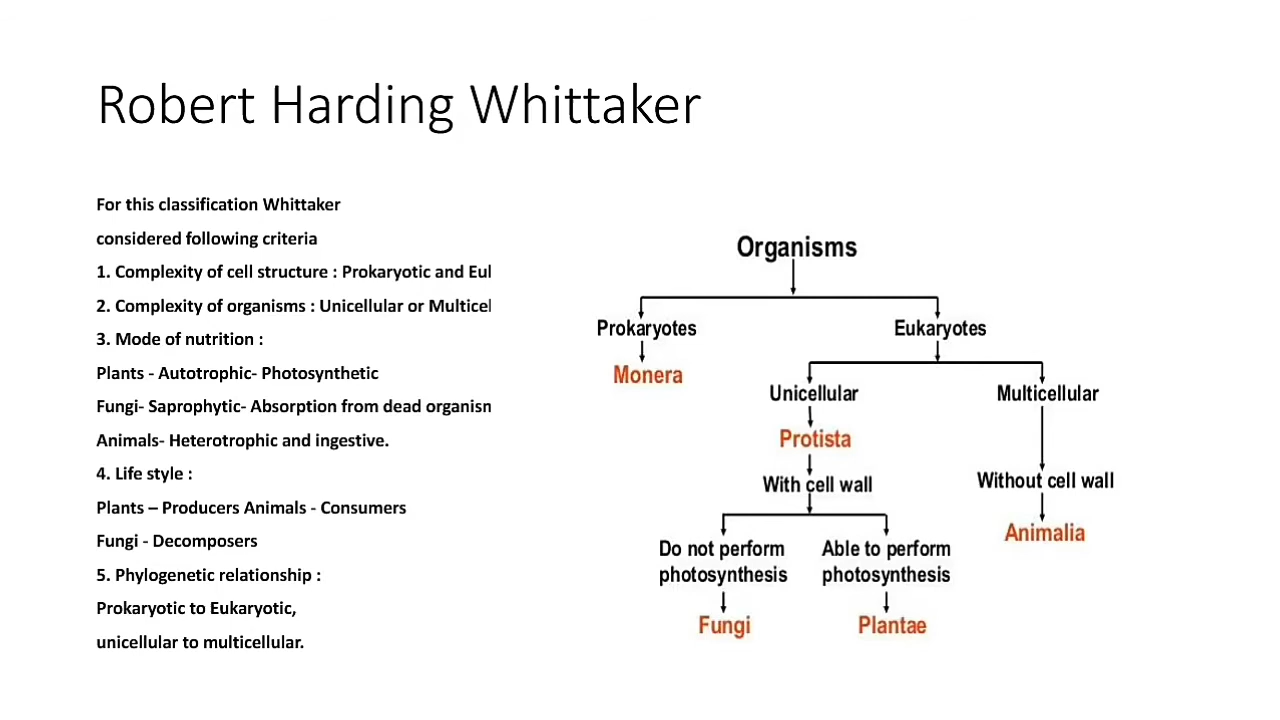 Robert Harding Whittaker
For this classification Whittaker
considered following criteria
1. Complexity of cell structure : Prokaryotic and
2. Complexity of organisms : Unicellular or
3. Mode of nutrition :
Plants - Autotrophic- Photosynthetic
Fungi- Saprophytic- Absorption from dead
Animals- Heterotrophic and ingestive.
4. Life style :
Plants – Producers Animals - Consumers
Fungi - Decomposers
5. Phylogenetic relationship :
Prokaryotic to Eukaryotic,
unicellular to multicellular.
Organisms
Prokaryotes
Eukaryotes
Monera
Unicellular
Multicellular
Protista
With cell wall
Without cell wall
Animalia
Do not perform
photosynthesis
Able to perform
photosynthesis
Fungi
Plantae